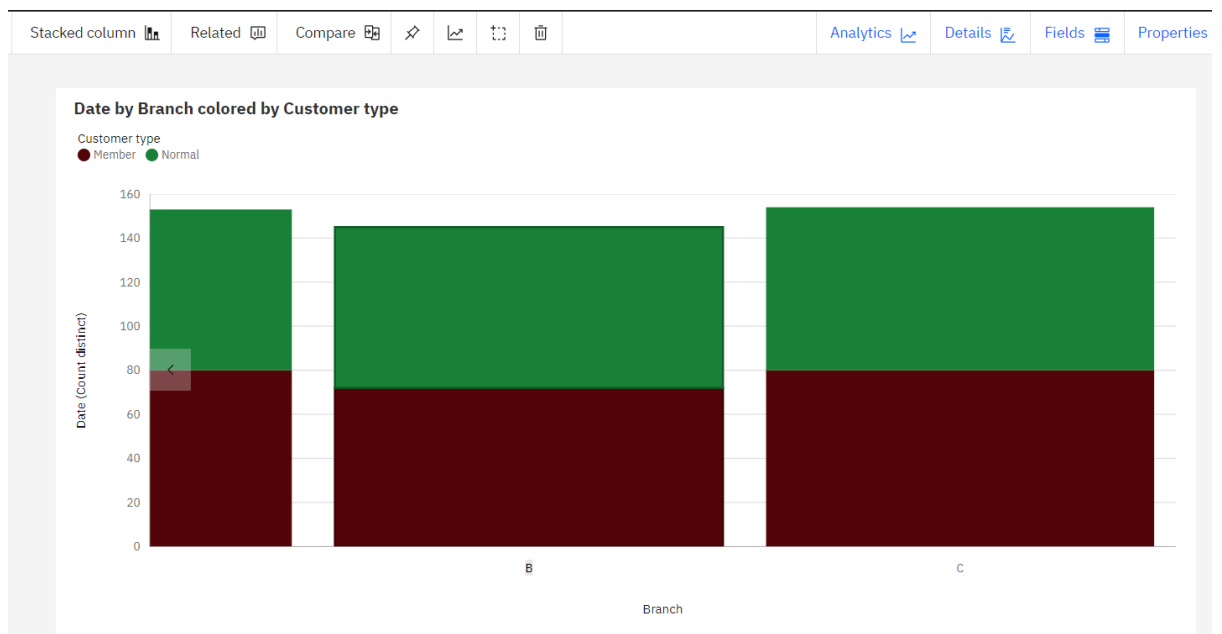 Stacked column Related Compare Analytics Details Fields Properties
Date by Branch colored by Customer type
Customer type
Member Normal
160
140
120
100
80
60
40
20
0
Date (Count distinct)
B C
Branch